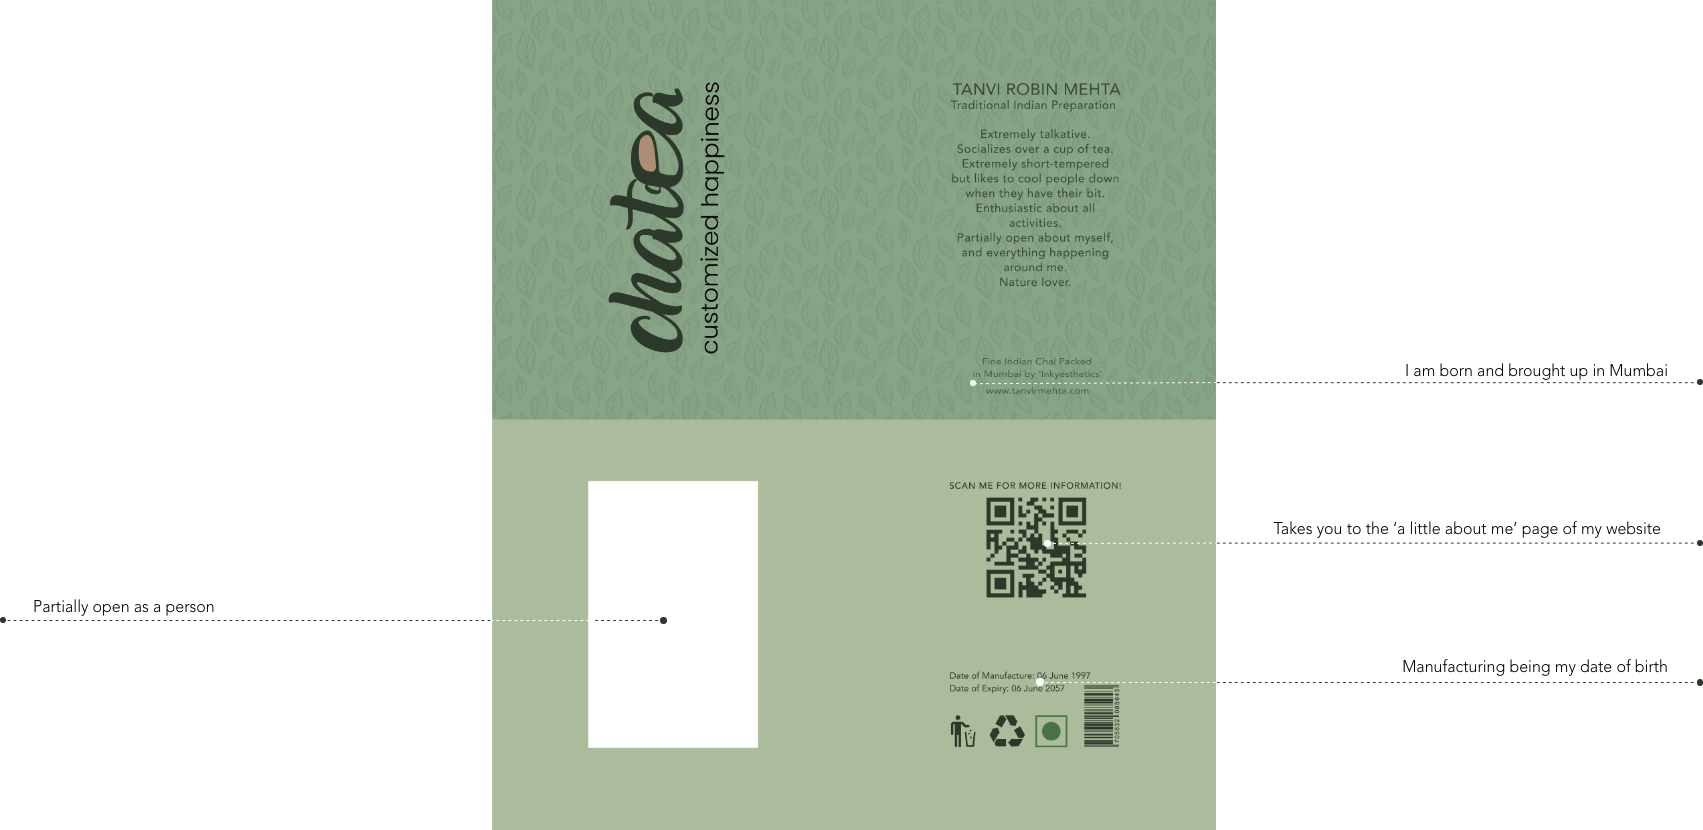 chatea
customized happiness
TANVI ROBIN MEHTA
Traditional Indian Preparation
Extremely talkative.
Socializes over a cup of tea.
Extremely short-tempered
but likes to cool people down
when they have their bit.
Enthusiastic about all
activities.
Partially open about myself,
and everything happening
around me.
Nature lover.
Fine Indian Chai Packed
in Mumbai by 'Inkyesthetics'
www.tanvirmehta.com
I am born and brought up in Mumbai
SCAN ME FOR MORE INFORMATION!
Takes you to the ‘a little about me’ page of my website
Partially open as a person
Manufacturing being my date of birth
Date of Manufacture: 06 June 1997
Date of Expiry: 06 June 2057